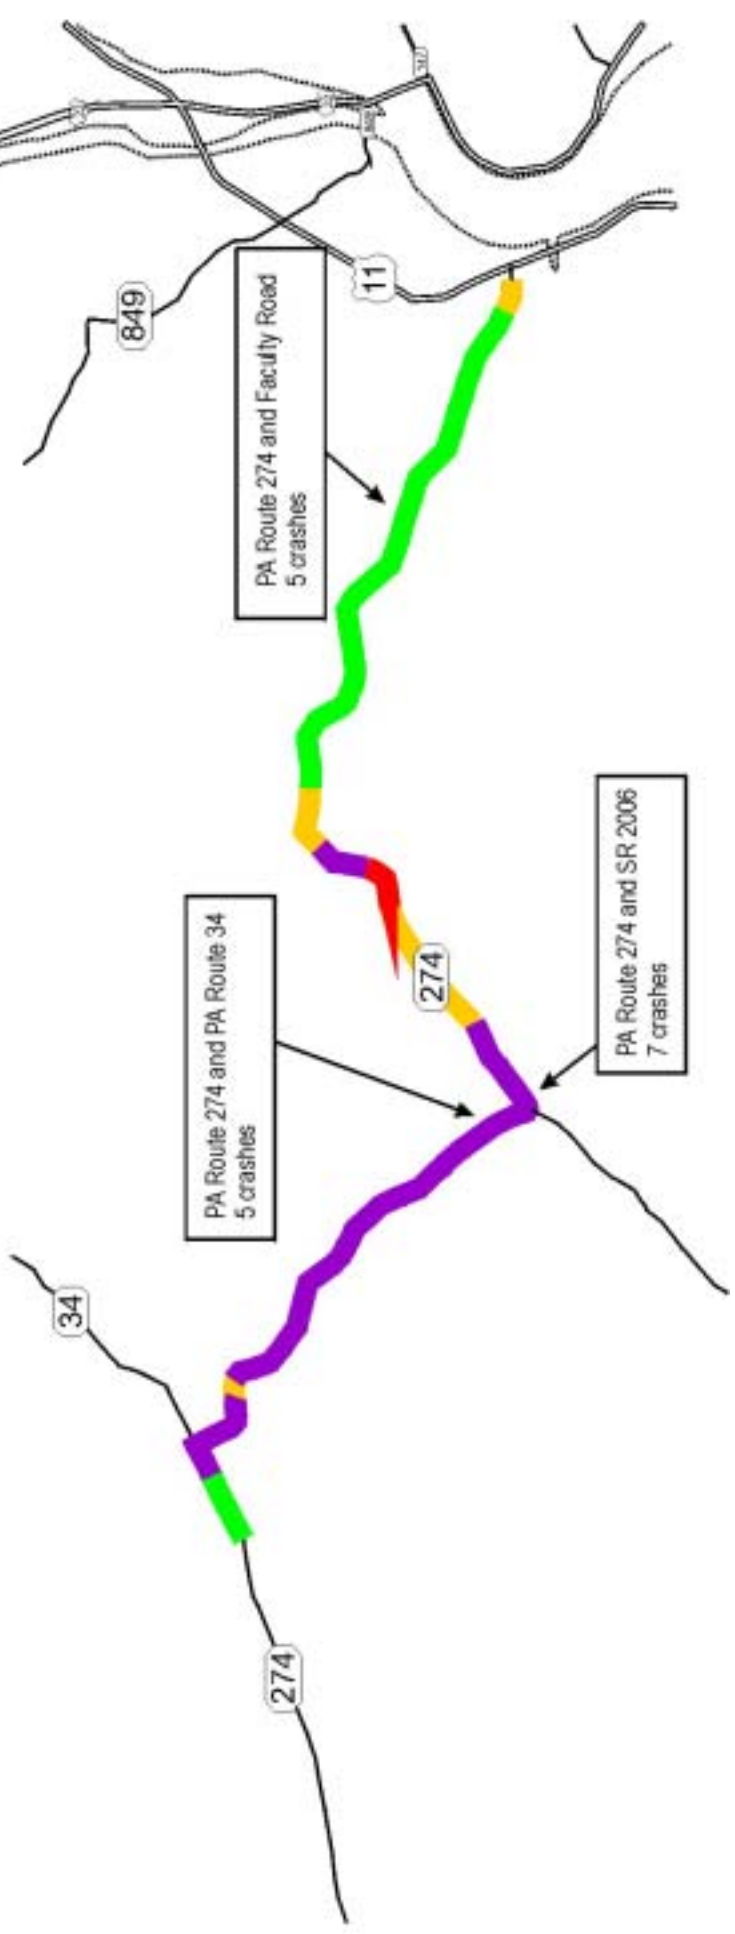 PA Route 274 and PA Route 34
5 crashes
PA Route 274 and Faculty Road
5 crashes
PA Route 274 and SR 2006
7 crashes
34
274
274
849
11